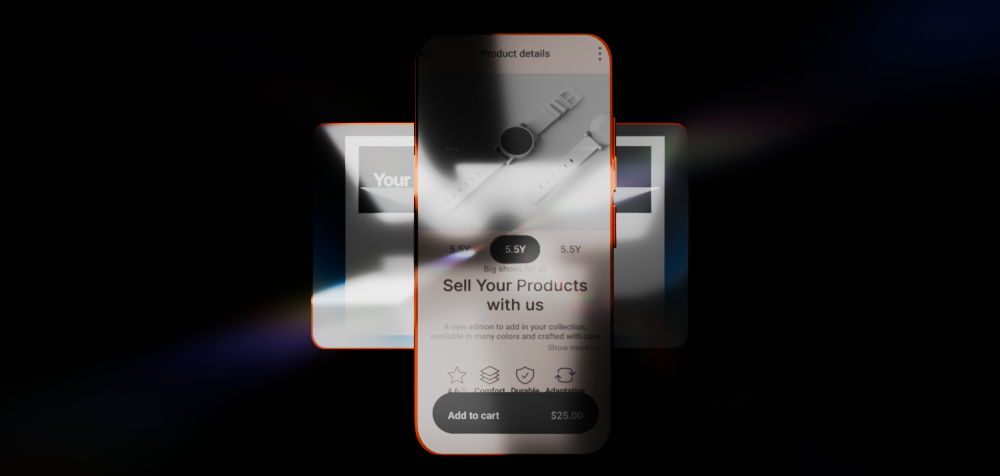 Product details
Your
5.5Y 5.5Y 5.5Y
Big shoes for all
Sell Your Products
with us
A new edition to add in your collection,
available in many colors and crafted with care.
Show more
4.6 Comfort Durable Adaptative
Add to cart $25.00